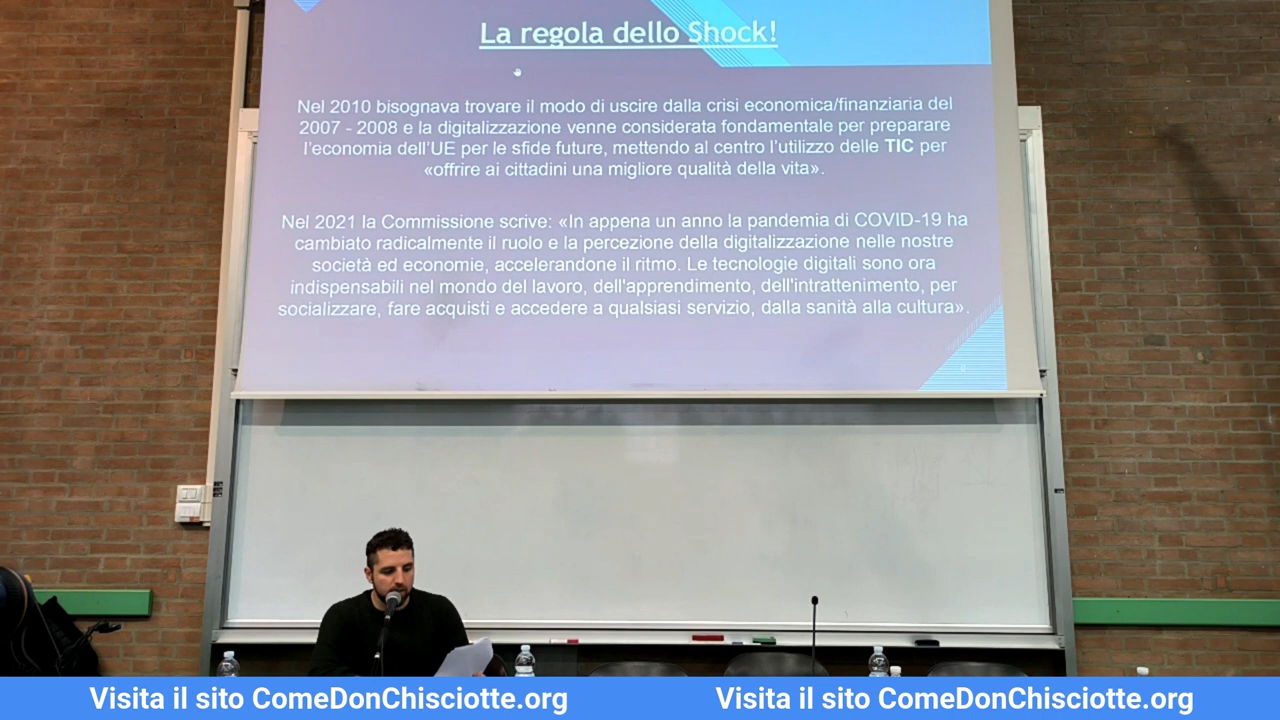 La regola dello Shock!
Nel 2010 bisognava trovare il modo di uscire dalla crisi economica/finanziaria del
2007 - 2008 e la digitalizzazione venne considerata fondamentale per preparare
l'economia dell'UE per le sfide future, mettendo al centro l'utilizzo delle TIC per
«offrire ai cittadini una migliore qualità della vita».
Nel 2021 la Commissione scrive: «In appena un anno la pandemia di COVID-19 ha
cambiato radicalmente il ruolo e la percezione della digitalizzazione nelle nostre
società ed economie, accelerandone il ritmo. Le tecnologie digitali sono ora
indispensabili nel mondo del lavoro, dell'apprendimento, dell'intrattenimento, per
socializzare, fare acquisti e accedere a qualsiasi servizio, dalla sanità alla cultura».
Visita il sito ComeDonChisciotte.org Visita il sito ComeDonChisciotte.org